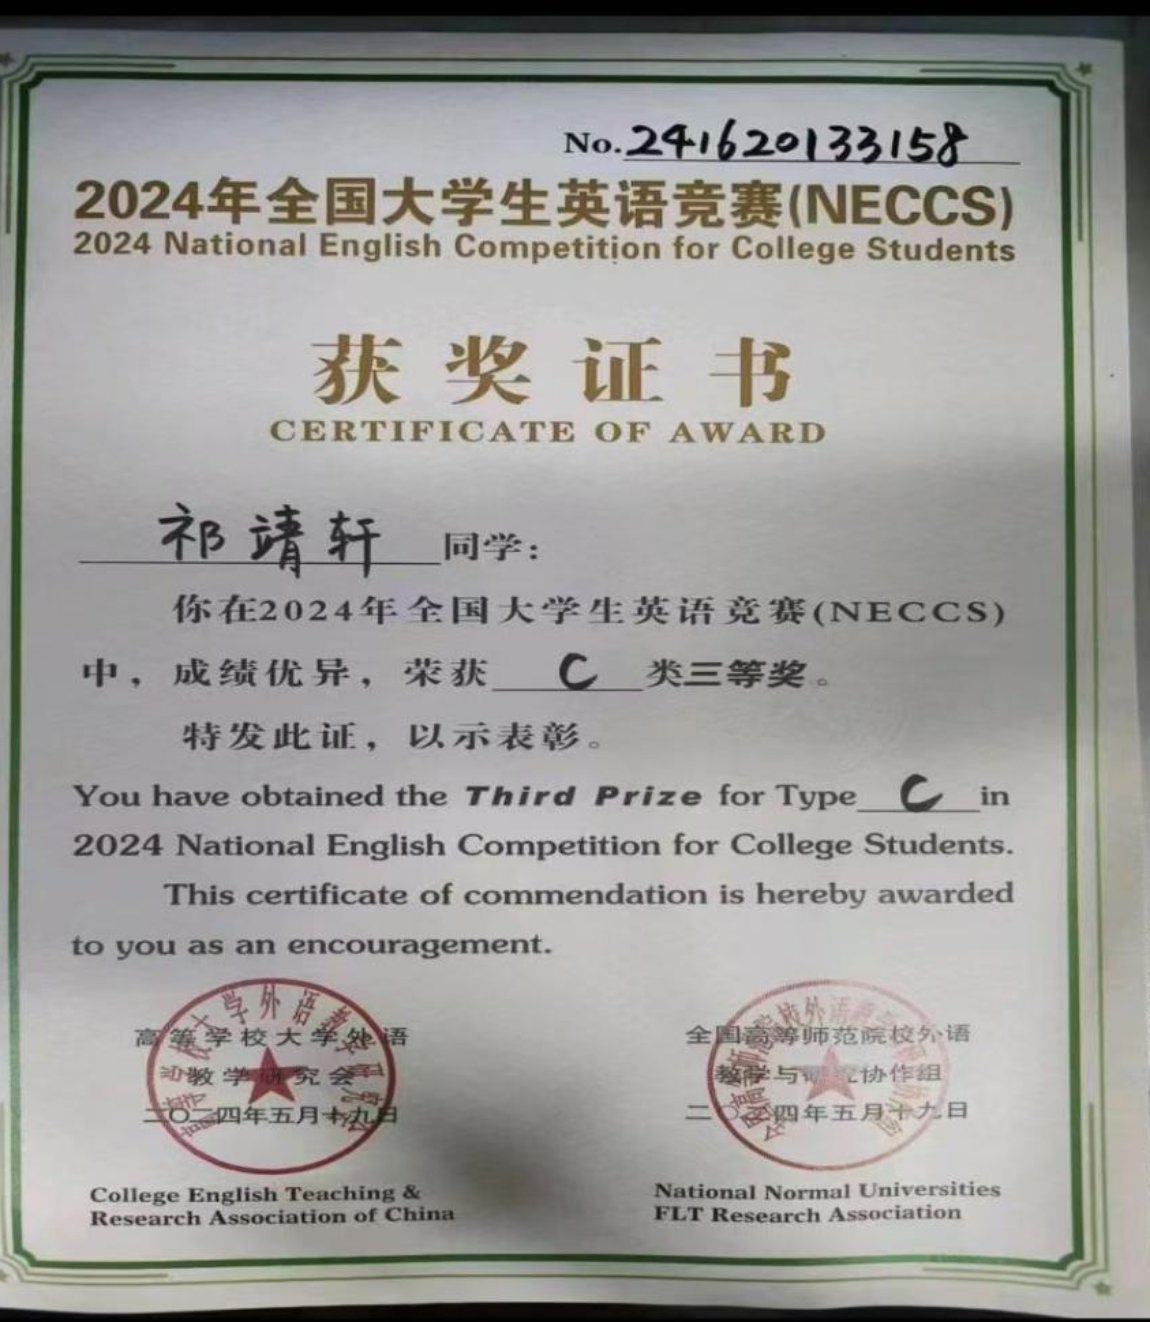 No.241620133158
2024年全国大学生英语竞赛(NECCS)
2024 National English Competition for College Students
获奖证书
CERTIFICATE OF AWARD
祁靖轩 同学:
你在2024年全国大学生英语竞赛(NECCS)
中，成绩优异，荣获 C 类三等奖。
特发此证，以示表彰。
You have obtained the Third Prize for Type C in
2024 National English Competition for College Students.
This certificate of commendation is hereby awarded
to you as an encouragement.
高等学校大学外语
教学研究会
二〇二四年五月十九日
College English Teaching &
Research Association of China
全国高等师范院校外语
教学与研究协作组
二〇二四年五月十九日
National Normal Universities
FLT Research Association